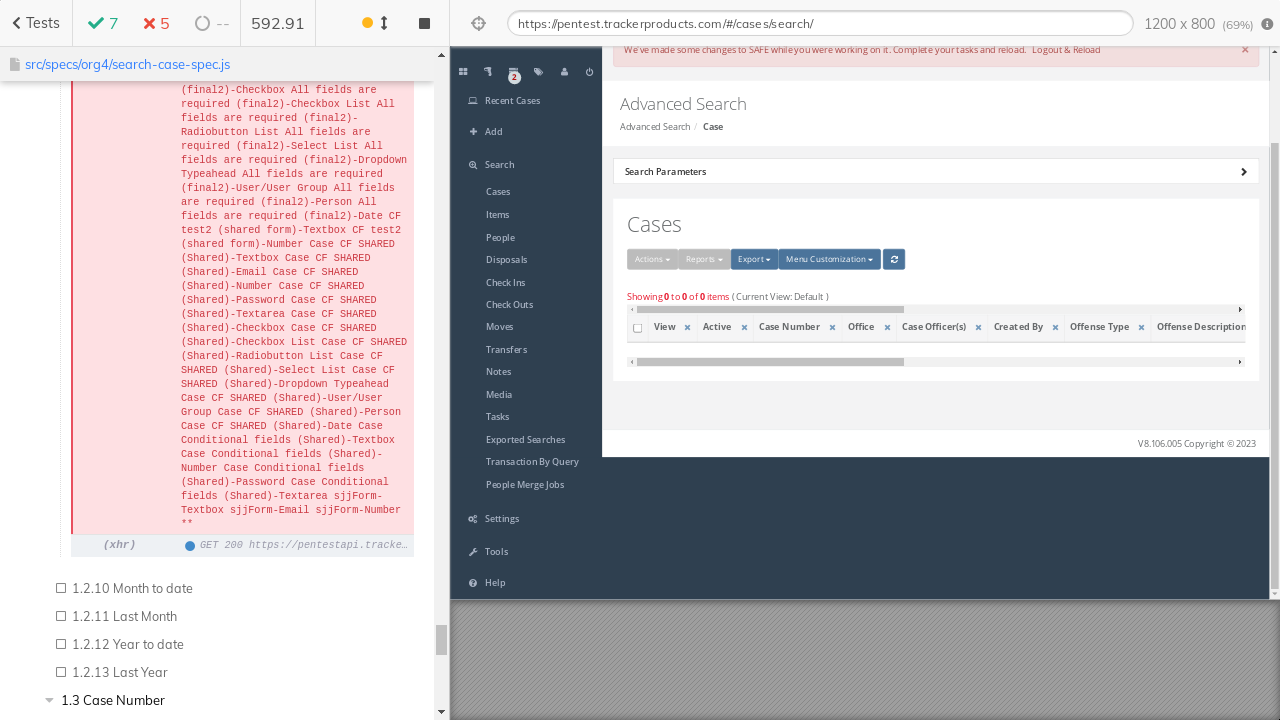 Tests
7
5
--
592.91
https://pentest.trackerproducts.com/#/cases/search/
1200 x 800 (69%)
src/specs/org4/search-case-spec.js
(final2)-Checkbox All fields are
required (final2)-Checkbox List All
fields are required (final2)-
Radiobutton List All fields are
required (final2)-Select List All
fields are required (final2)-Dropdown
Typeahead All fields are required
(final2)-User/User Group All fields
are required (final2)-Person All
fields are required (final2)-Date CF
test2 (shared form)-Textbox CF test2
(shared form)-Number Case CF SHARED
(Shared)-Textbox Case CF SHARED
(Shared)-Email Case CF SHARED
(Shared)-Number Case CF SHARED
(Shared)-Password Case CF SHARED
(Shared)-Textarea Case CF SHARED
(Shared)-Checkbox Case CF SHARED
(Shared)-Checkbox List Case CF SHARED
(Shared)-Radiobutton List Case CF
SHARED (Shared)-Select List Case CF
SHARED (Shared)-Dropdown Typeahead
Case CF SHARED (Shared)-User/User
Group Case CF SHARED (Shared)-Person
Case CF SHARED (Shared)-Date Case
Conditional fields (Shared)-Textbox
Case Conditional fields (Shared)-
Number Case Conditional fields
(Shared)-Password Case Conditional
fields (Shared)-Textarea sjjForm-
Textbox sjjForm-Email sjjForm-Number
**
(xhr) GET 200 https://pentestapi.tracke…
1.2.10 Month to date
1.2.11 Last Month
1.2.12 Year to date
1.2.13 Last Year
1.3 Case Number
2
Recent Cases
Add
Search
Cases
Items
People
Disposals
Check Ins
Check Outs
Moves
Transfers
Notes
Media
Tasks
Exported Searches
Transaction By Query
People Merge Jobs
Settings
Tools
Help
We've made some changes to SAFE while you were working on it. Complete your tasks and reload. Logout & Reload ×
Advanced Search
Advanced Search / Case
Search Parameters
Cases
Actions Reports Export Menu Customization
Showing 0 to 0 of 0 items ( Current View: Default )
View Active Case Number Office Case Officer(s) Created By Offense Type Offense Description
V8.106.005 Copyright © 2023